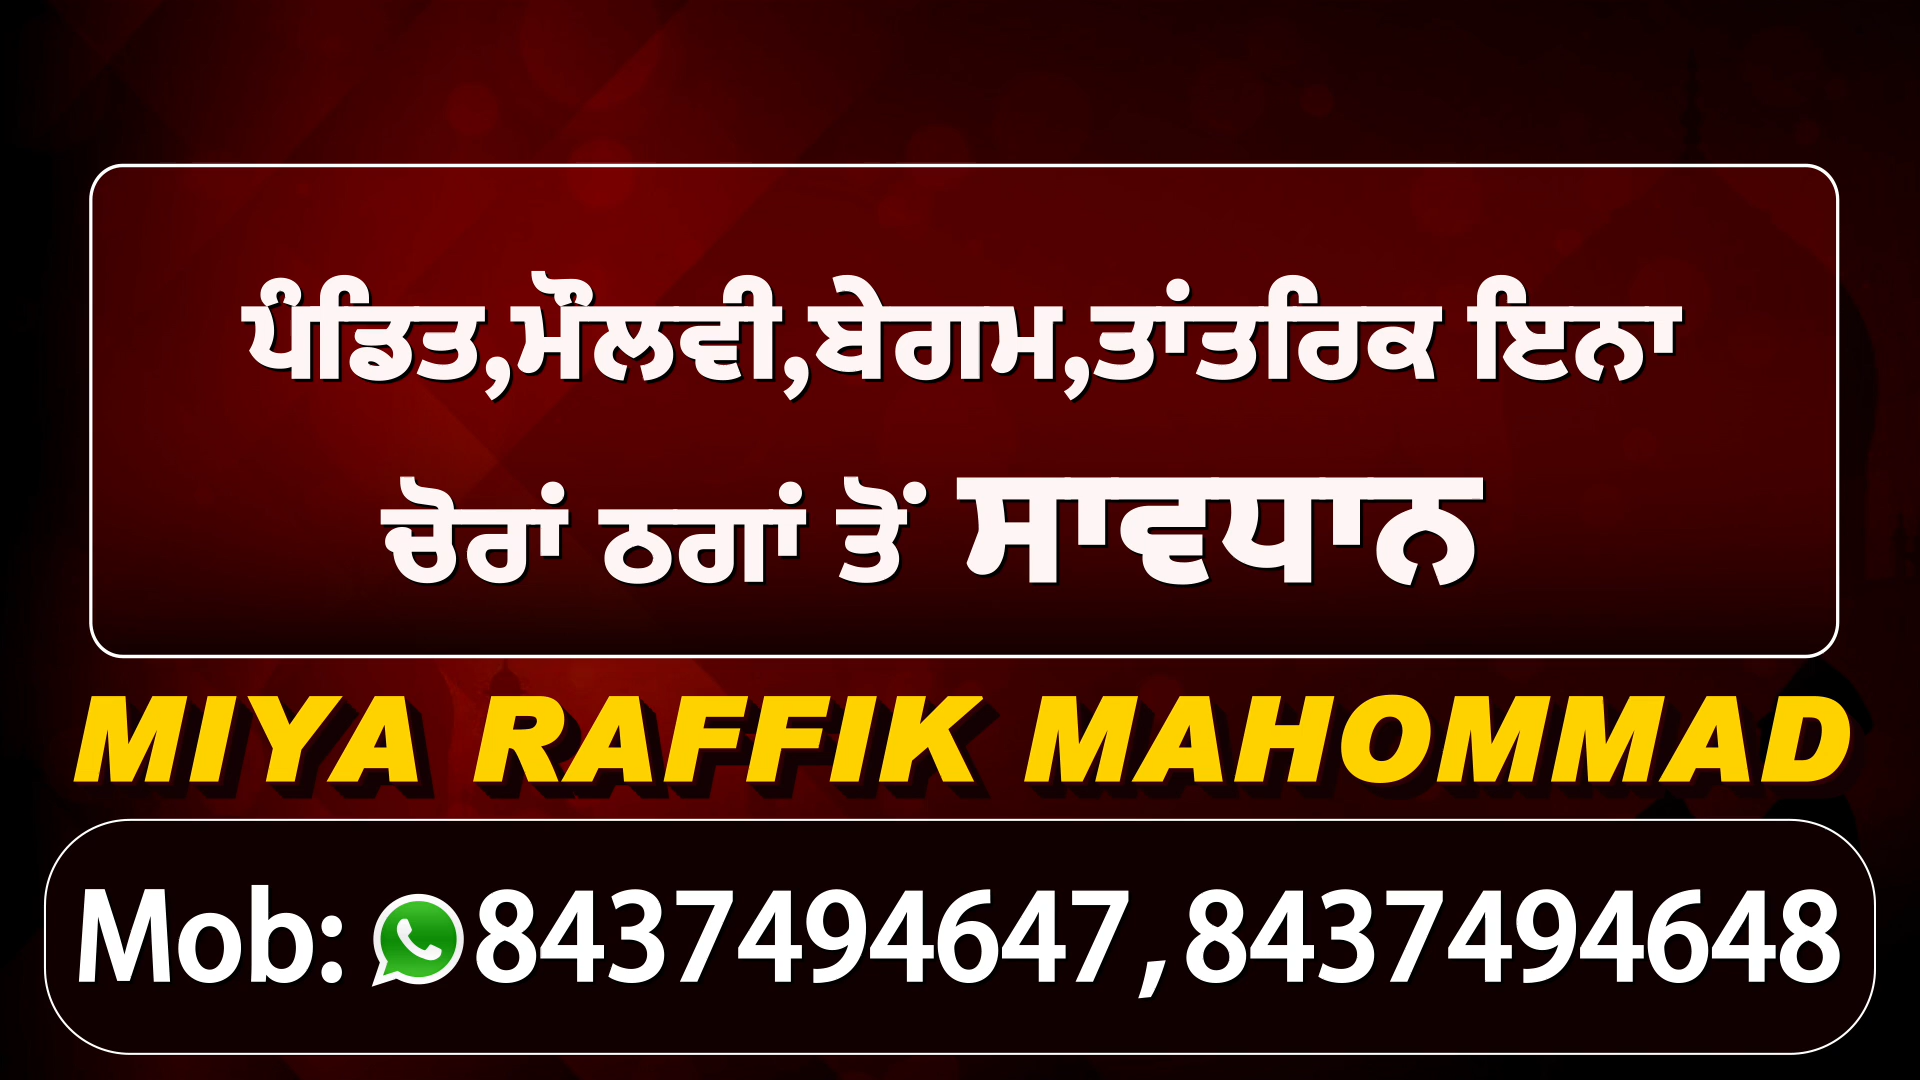 ਪੰਡਿਤ,ਮੌਲਵੀ,ਬੇਗਮ,ਤਾਂਤਰਿਕ ਇਨਾ
ਚੋਰਾਂ ਠਗਾਂ ਤੋਂ ਸਾਵਧਾਨ
MIYA RAFFIK MAHOMMAD
Mob: 8437494647, 8437494648